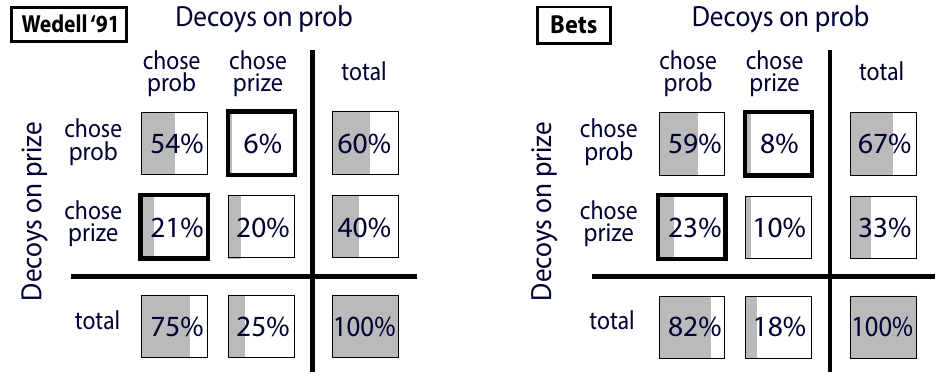 Wedell ‘91
Decoys on prob
chose prob
chose prize
total
Decoys on prize
chose prob
54%
6%
60%
chose prize
21%
20%
40%
total
75%
25%
100%
Bets
Decoys on prob
chose prob
chose prize
total
Decoys on prize
chose prob
59%
8%
67%
chose prize
23%
10%
33%
total
82%
18%
100%